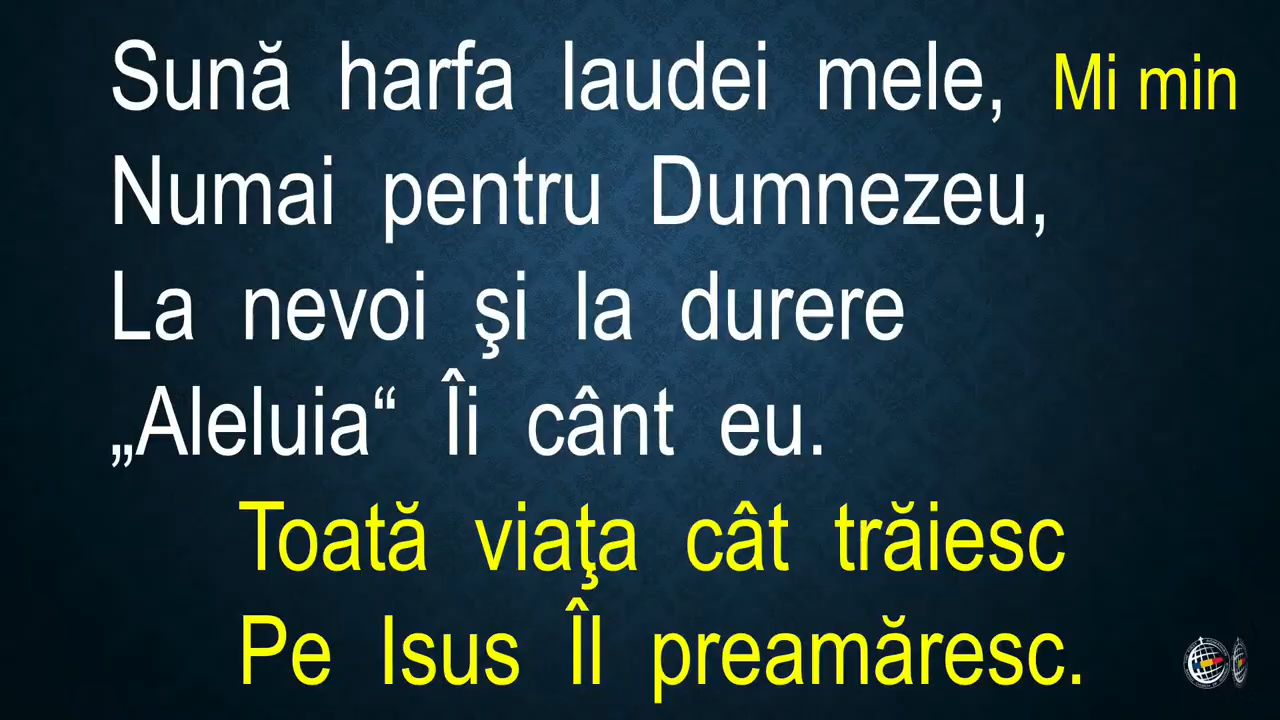 Sună harfa laudei mele, Mi min
Numai pentru Dumnezeu,
La nevoi şi la durere
„Aleluia“ Îi cânt eu.
Toată viaţa cât trăiesc
Pe Isus Îl preamăresc.